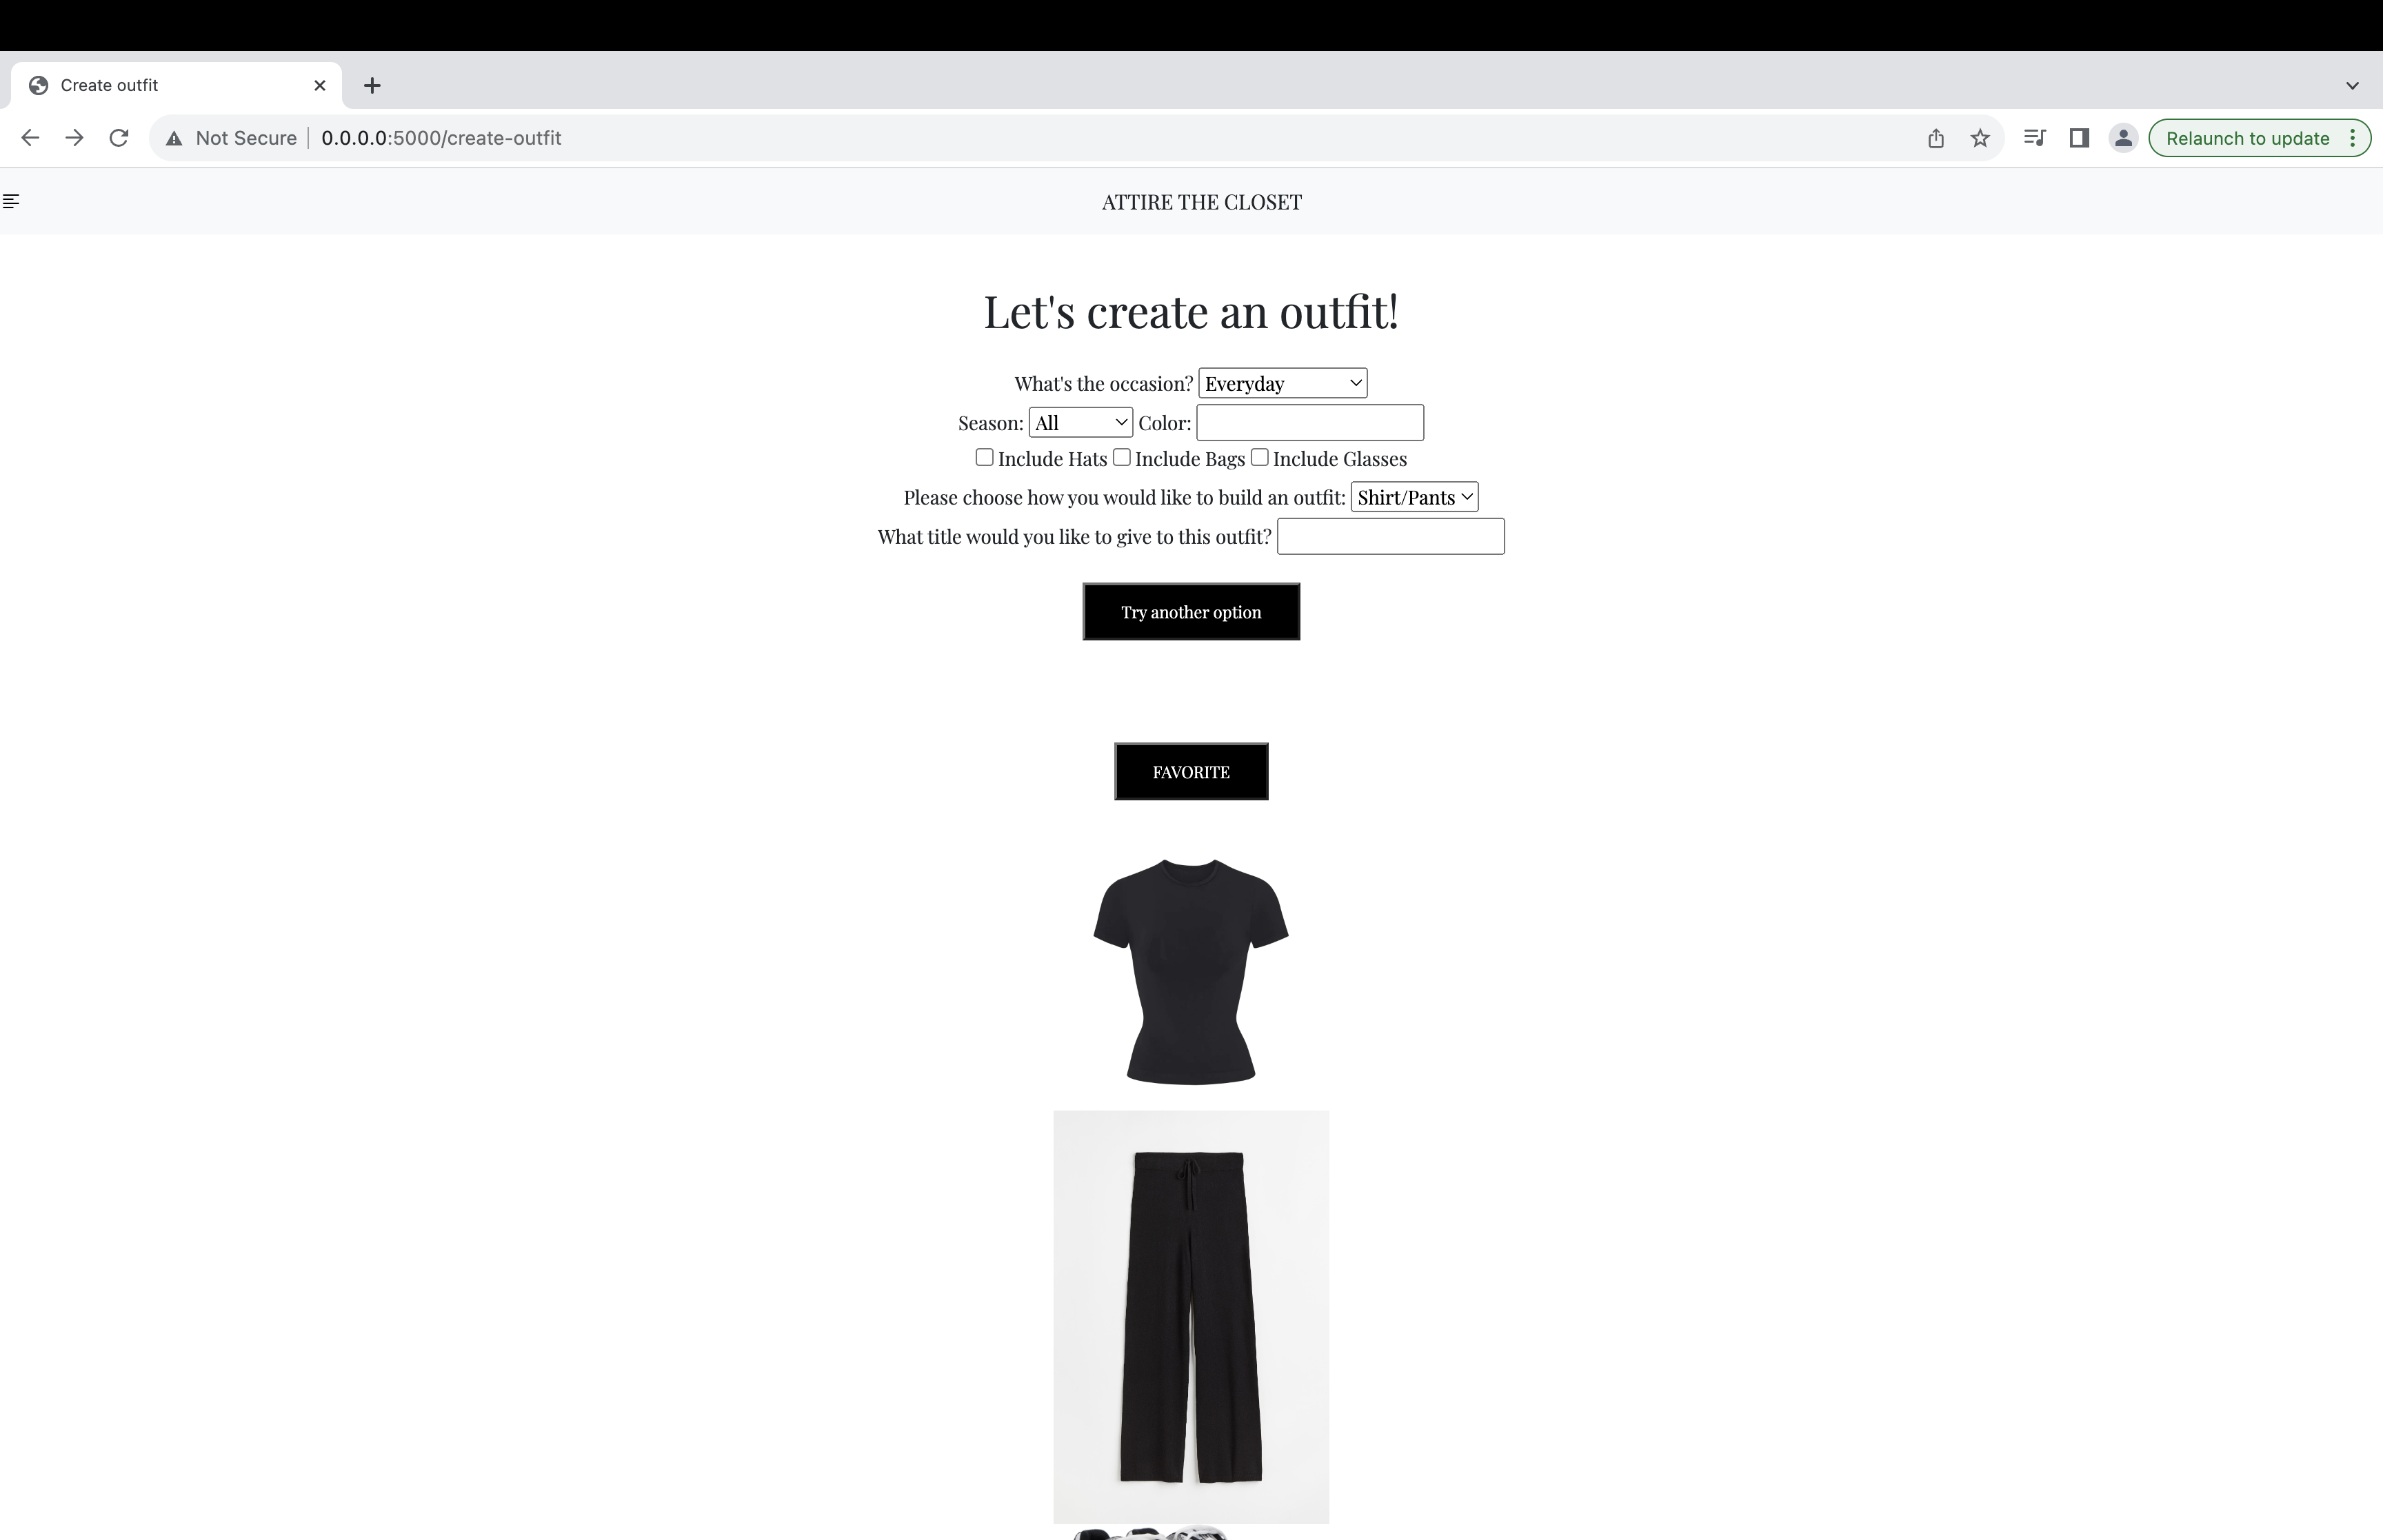 Create outfit
Not Secure 0.0.0.0:5000/create-outfit Relaunch to update
ATTIRE THE CLOSET
Let's create an outfit!
What's the occasion? Everyday
Season: All Color:
Include Hats Include Bags Include Glasses
Please choose how you would like to build an outfit: Shirt/Pants
What title would you like to give to this outfit?
Try another option
FAVORITE